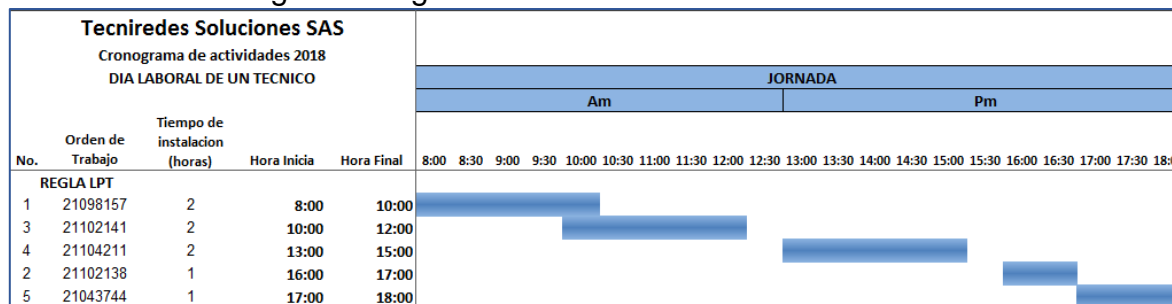 Tecniredes Soluciones SAS
Cronograma de actividades 2018
DIA LABORAL DE UN TECNICO
JORNADA
Am Pm
No. Orden de Trabajo Tiempo de instalacion (horas) Hora Inicia Hora Final 8:00 8:30 9:00 9:30 10:00 10:30 11:00 11:30 12:00 12:30 13:00 13:30 14:00 14:30 15:00 15:30 16:00 16:30 17:00 17:30
REGLA LPT
1 21098157 2 8:00 10:00
3 21102141 2 10:00 12:00
4 21104211 2 13:00 15:00
2 21102138 1 16:00 17:00
5 21043744 1 17:00 18:00